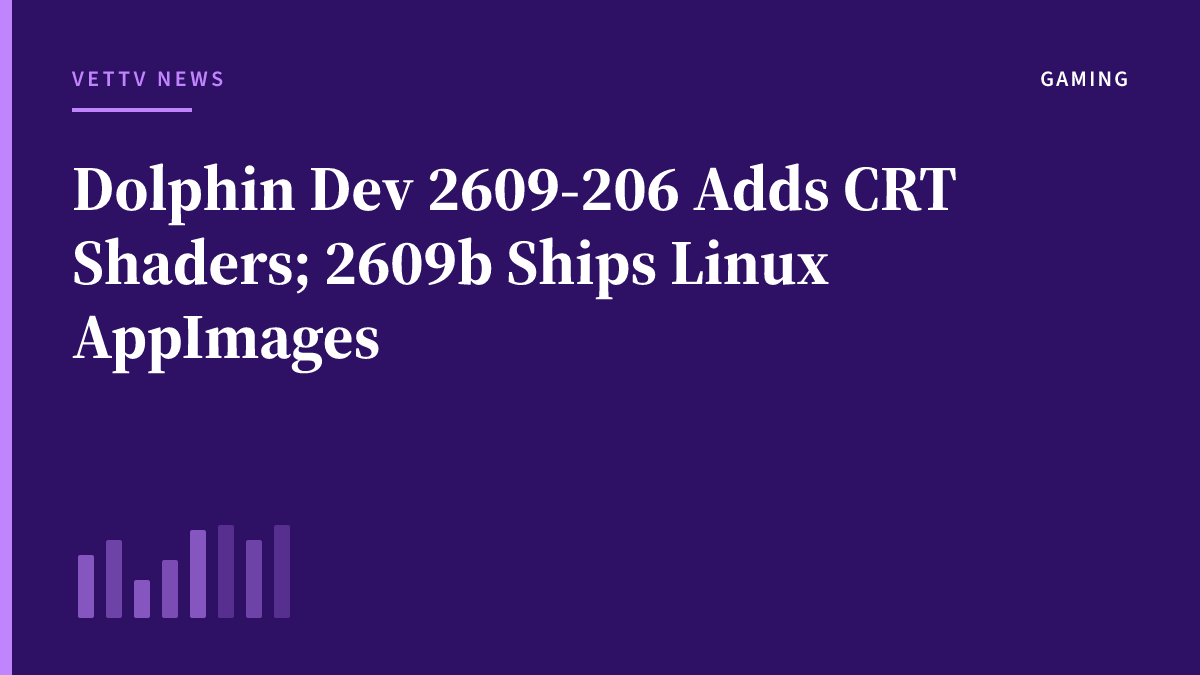 VETTV NEWS
GAMING
Dolphin Dev 2609-206 Adds CRT
Shaders; 2609b Ships Linux
AppImages